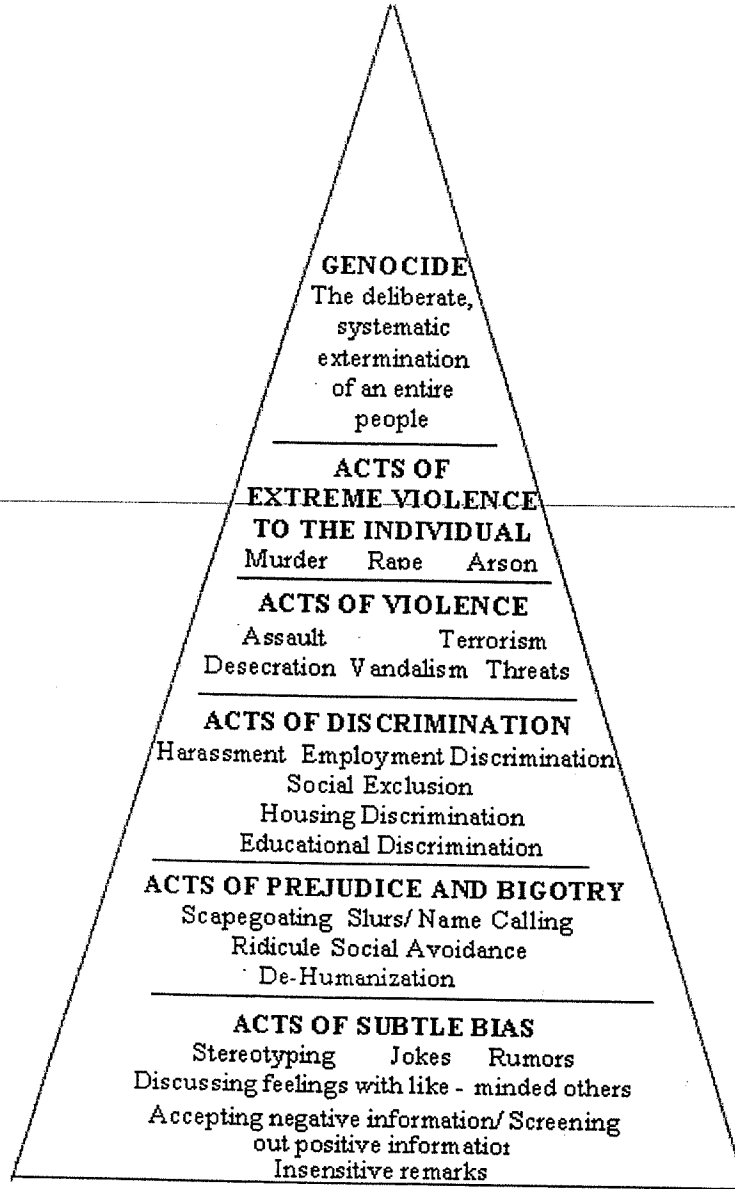 GENOCIDE
The deliberate,
systematic
extermination
of an entire
people
ACTS OF
EXTREME VIOLENCE
TO THE INDIVIDUAL
Murder Rape Arson
ACTS OF VIOLENCE
Assault Terrorism
Desecration Vandalism Threats
ACTS OF DISCRIMINATION
Harassment Employment Discrimination
Social Exclusion
Housing Discrimination
Educational Discrimination
ACTS OF PREJUDICE AND BIGOTRY
Scapegoating Slurs/ Name Calling
Ridicule Social Avoidance
De-Humanization
ACTS OF SUBTLE BIAS
Stereotyping Jokes Rumors
Discussing feelings with like - minded others
Accepting negative information/ Screening
out positive information
Insensitive remarks